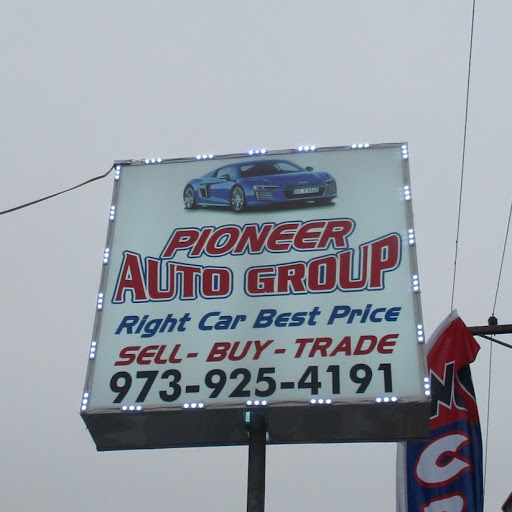 PIONEER
AUTO GROUP
Right Car Best Price
SELL - BUY - TRADE
973-925-4191